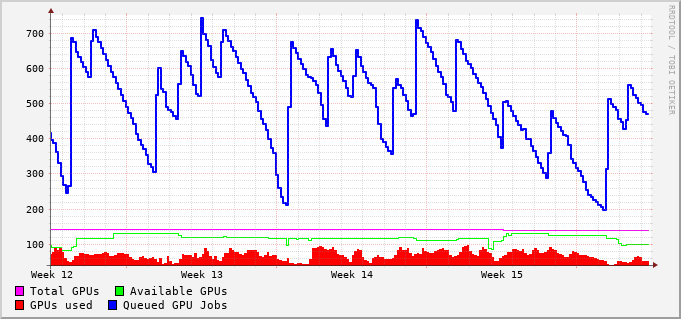 700
600
500
400
300
200
100
Week 12 Week 13 Week 14 Week 15
Total GPUs Available GPUs
GPUs used Queued GPU Jobs
RRDTOOL / TOBI OETIKER